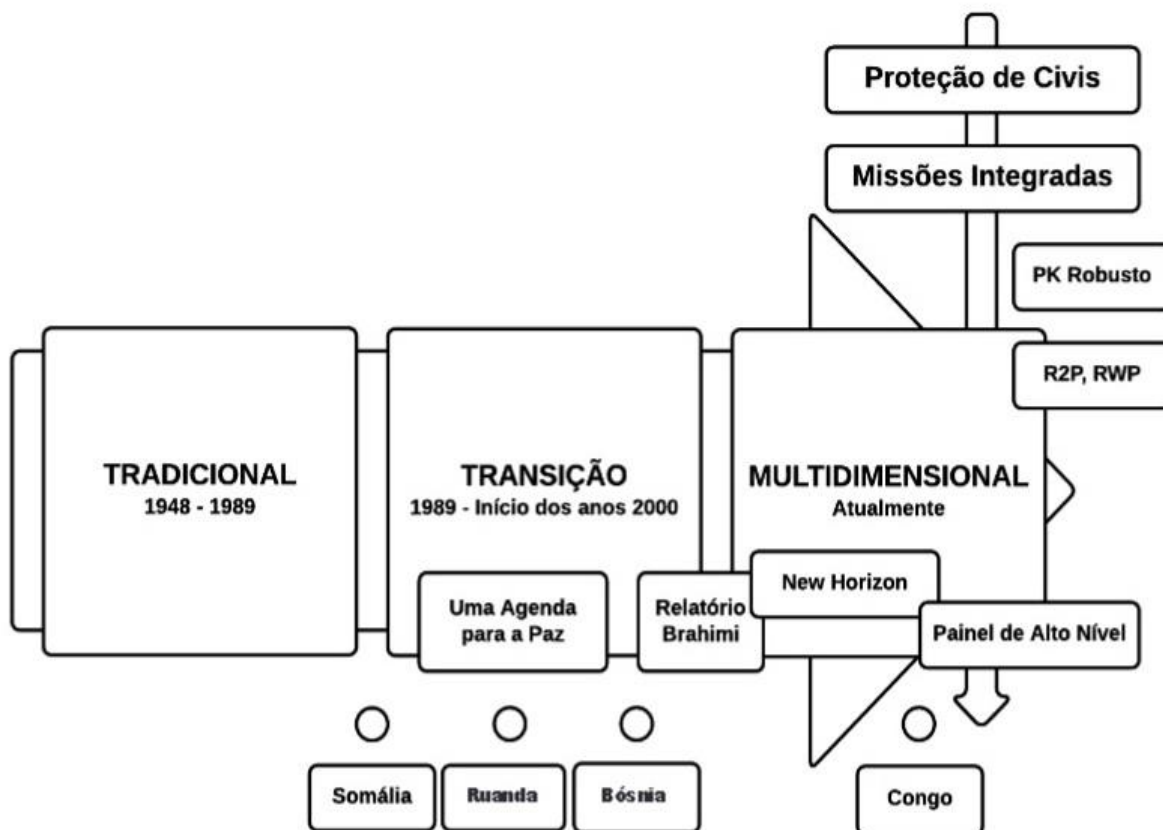 Proteção de Civis
Missões Integradas
PK Robusto
R2P, RWP
TRADICIONAL
1948 - 1989
TRANSIÇÃO
1989 - Início dos anos 2000
MULTIDIMENSIONAL
Atualmente
Uma Agenda
para a Paz
Relatório
Brahimi
New Horizon
Painel de Alto Nível
Somália
Ruanda
Bósnia
Congo